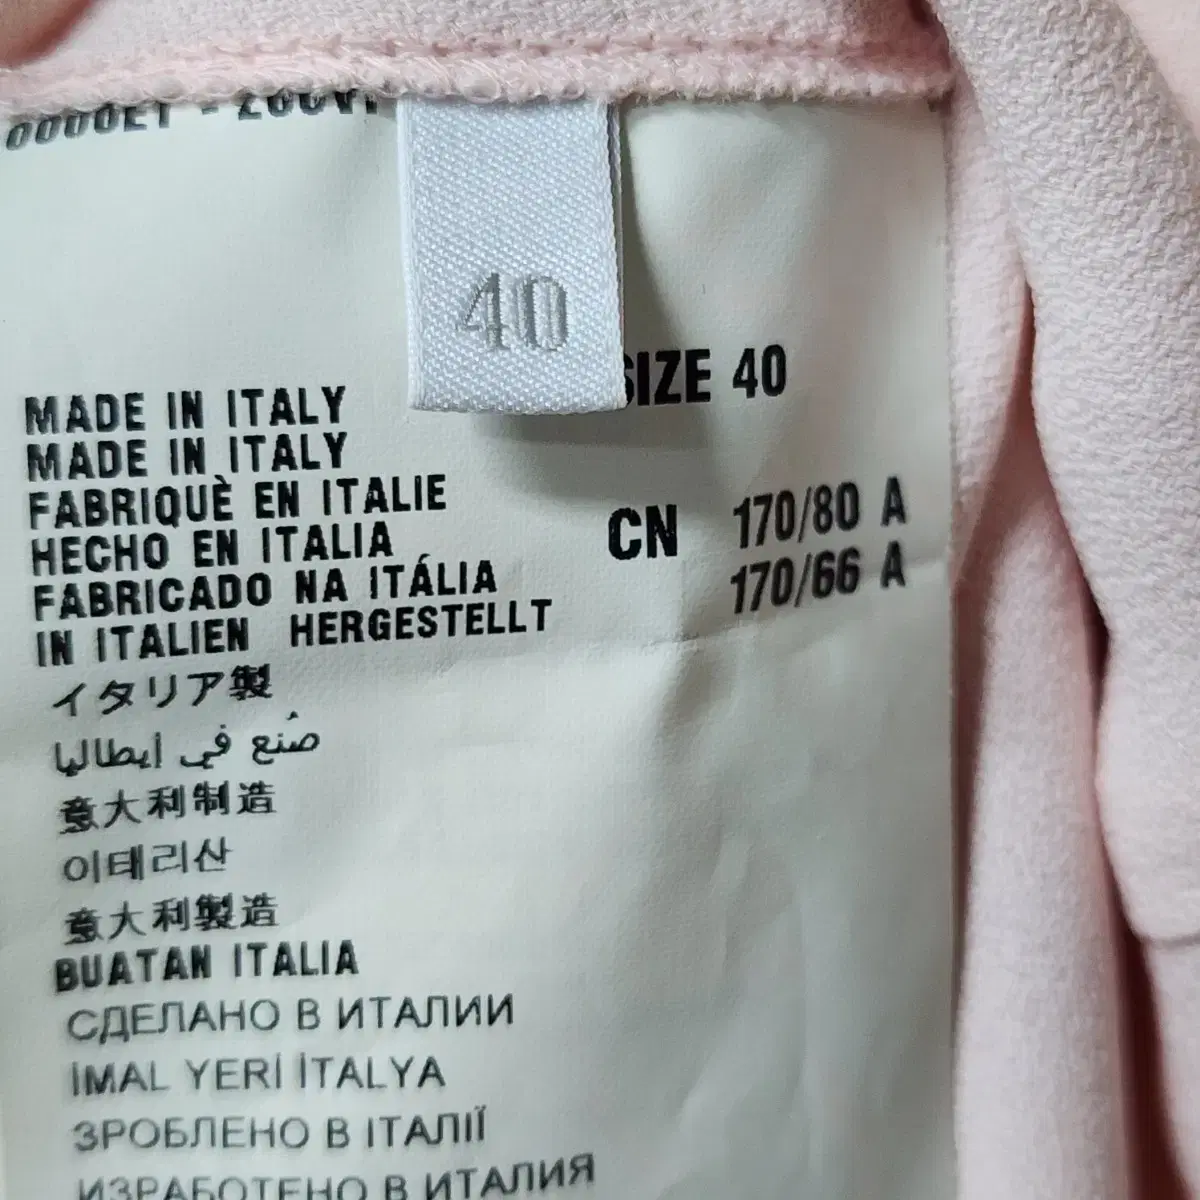 40
SIZE 40
MADE IN ITALY
MADE IN ITALY
FABRIQUÈ EN ITALIE
HECHO EN ITALIA
FABRICADO NA ITÁLIA
IN ITALIEN HERGESTELLT
CN 170/80 A
170/66 A
イタリア製
صُنع في إيطاليا
意大利制造
이태리산
意大利製造
BUATAN ITALIA
СДЕЛАНО В ИТАЛИИ
İMAL YERİ İTALYA
ЗРОБЛЕНО В ІТАЛІЇ
ИЗРАБОТЕНО В ИТАЛИЯ